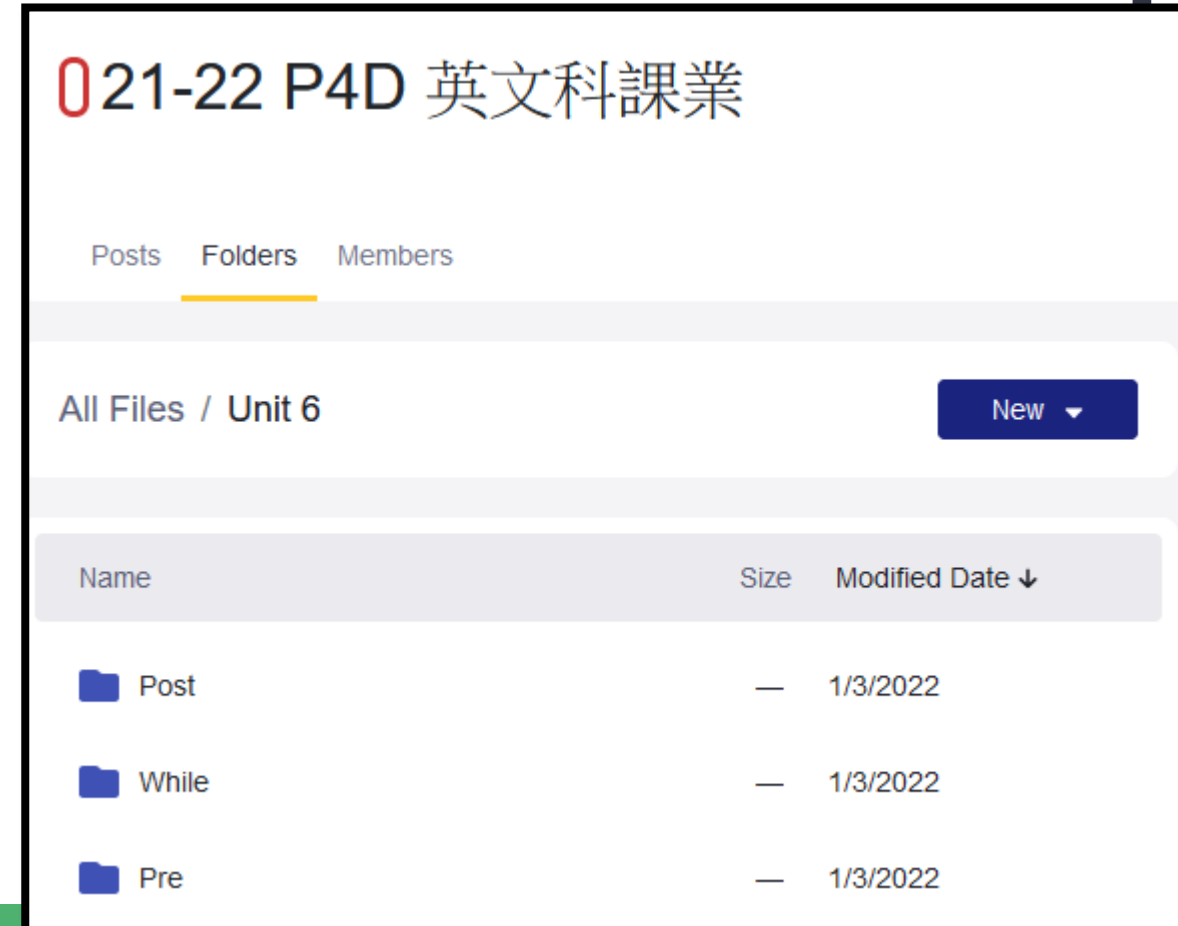 21-22 P4D 英文科課業
Posts Folders Members
All Files / Unit 6
New
Name Size Modified Date ↓
Post — 1/3/2022
While — 1/3/2022
Pre — 1/3/2022